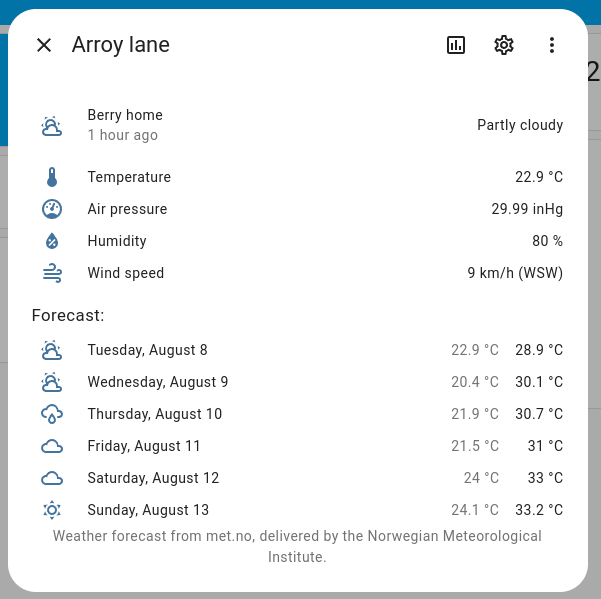 Arroy lane
2
Berry home
1 hour ago
Partly cloudy
Temperature 22.9 °C
Air pressure 29.99 inHg
Humidity 80 %
Wind speed 9 km/h (WSW)
Forecast:
Tuesday, August 8 22.9 °C 28.9 °C
Wednesday, August 9 20.4 °C 30.1 °C
Thursday, August 10 21.9 °C 30.7 °C
Friday, August 11 21.5 °C 31 °C
Saturday, August 12 24 °C 33 °C
Sunday, August 13 24.1 °C 33.2 °C
Weather forecast from met.no, delivered by the Norwegian Meteorological
Institute.